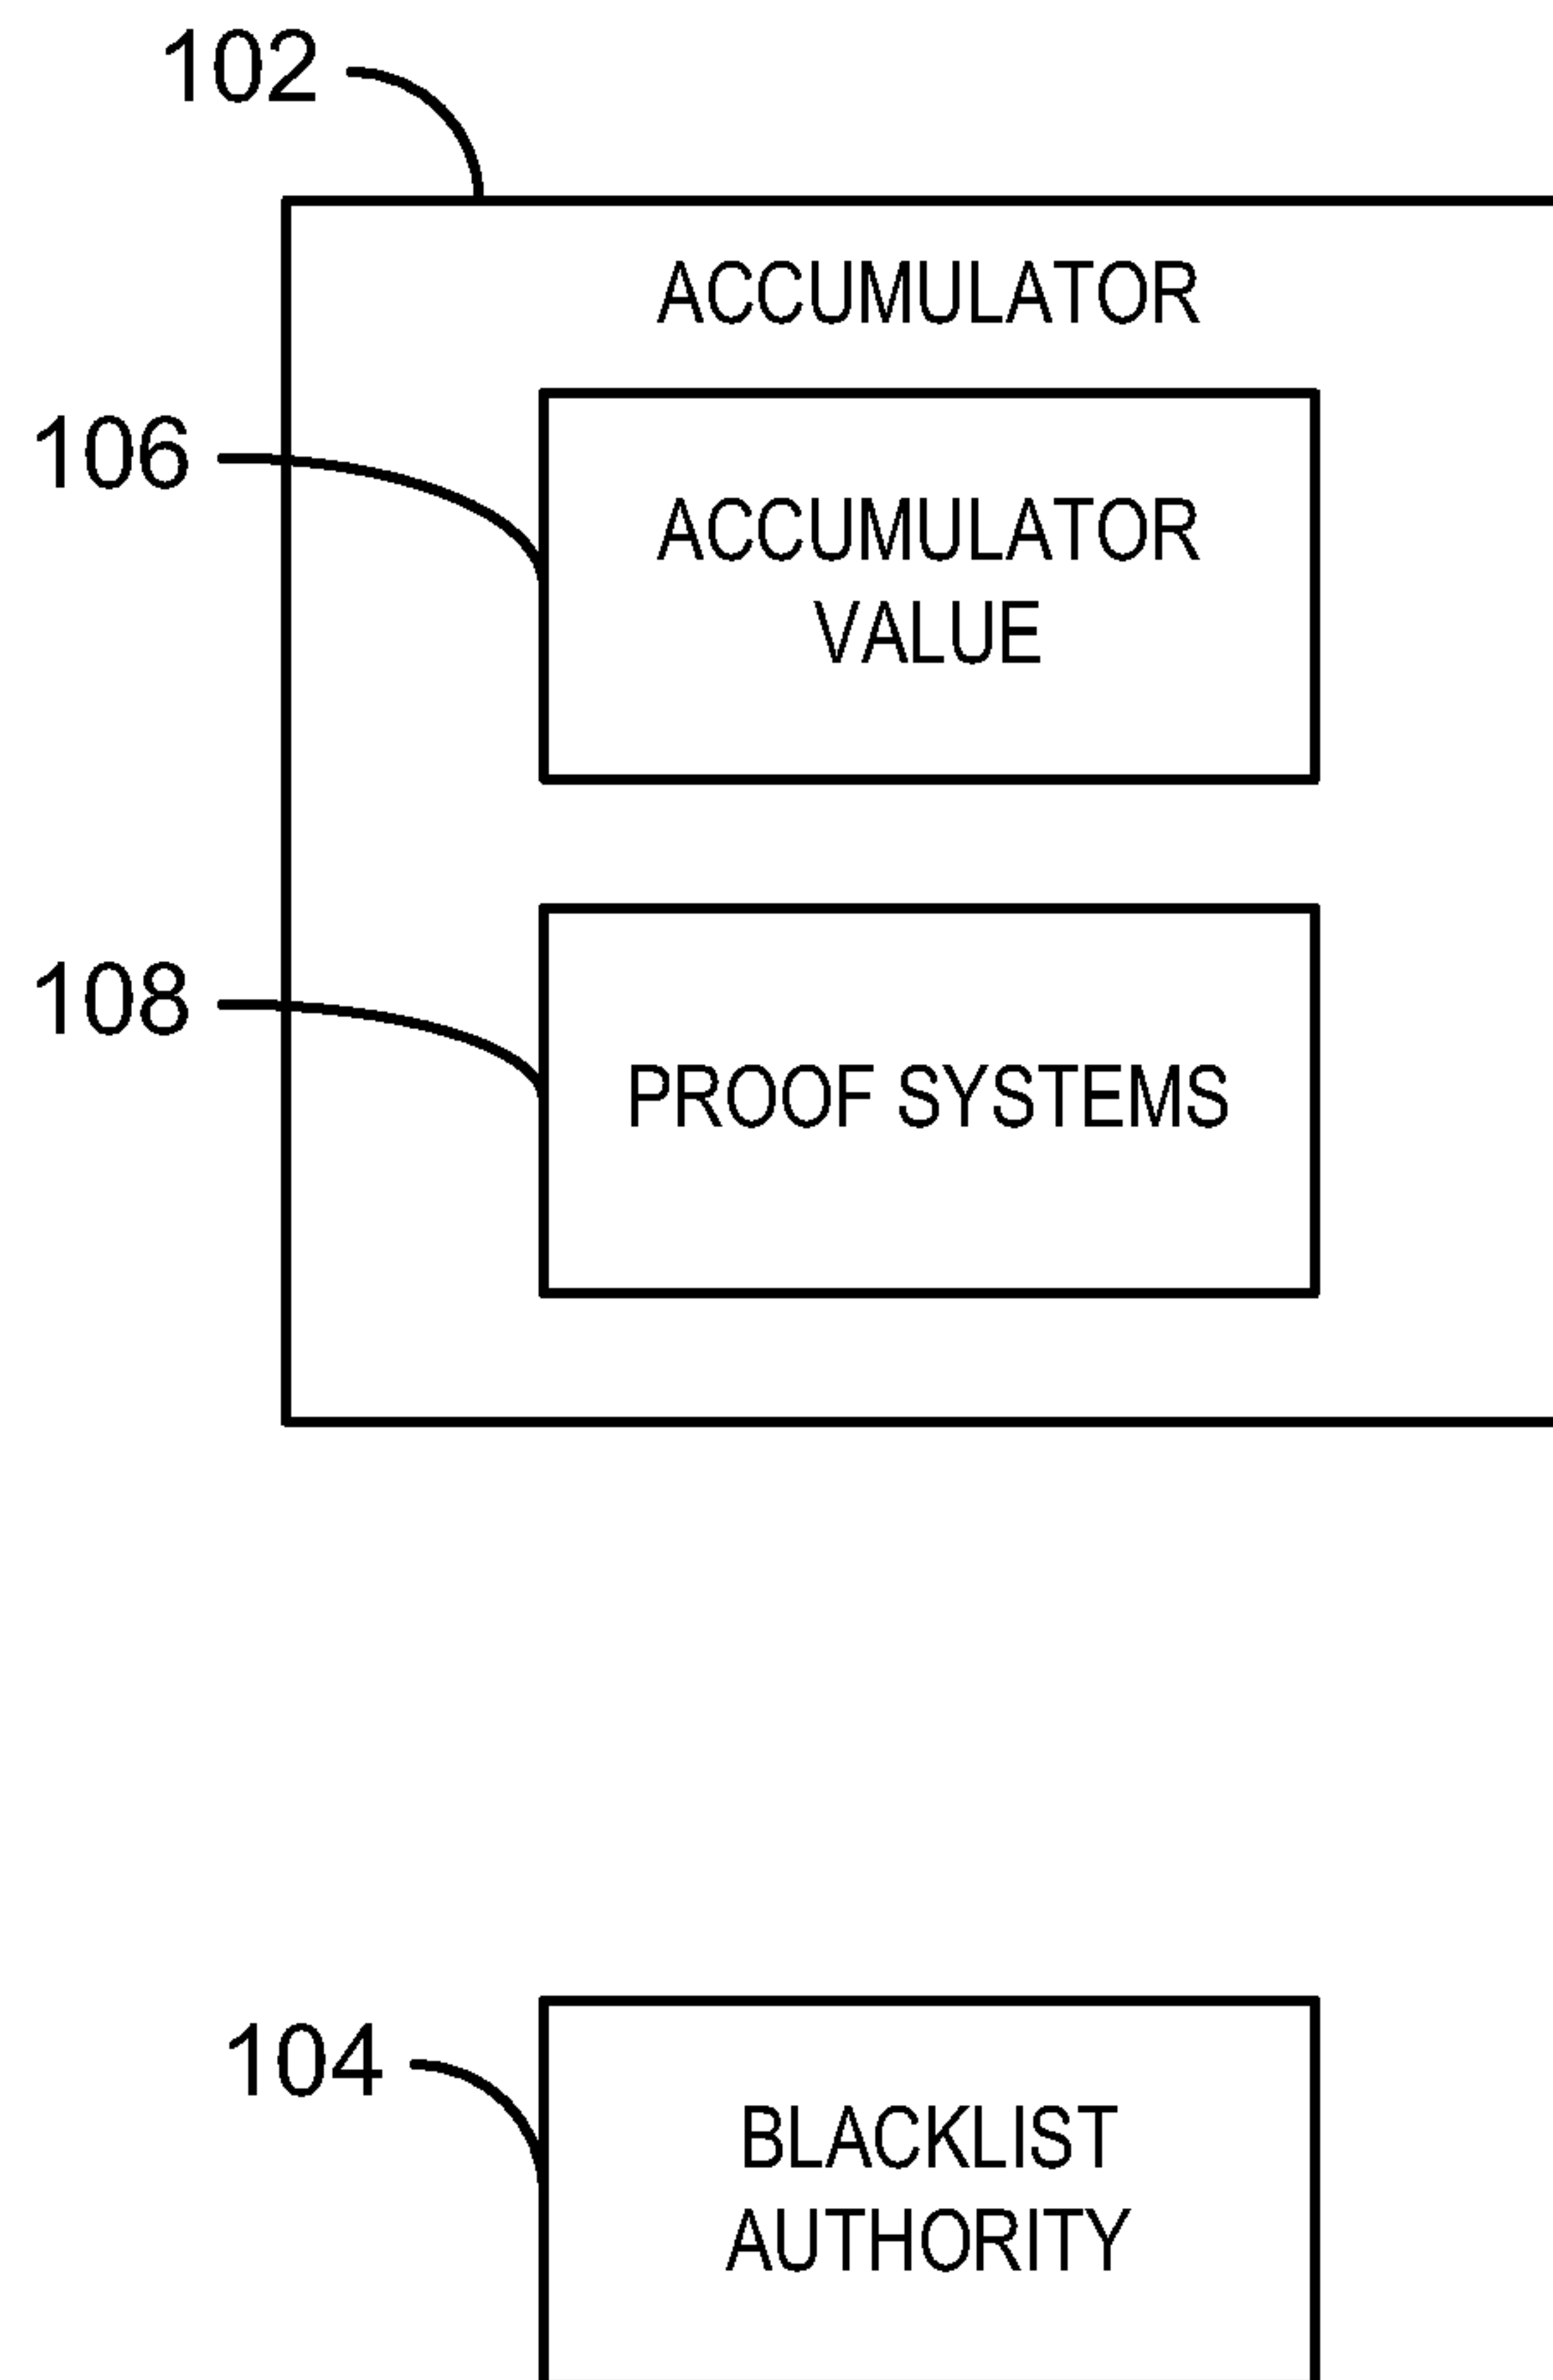 102
ACCUMULATOR
106
ACCUMULATOR
VALUE
108
PROOF SYSTEMS
104
BLACKLIST
AUTHORITY